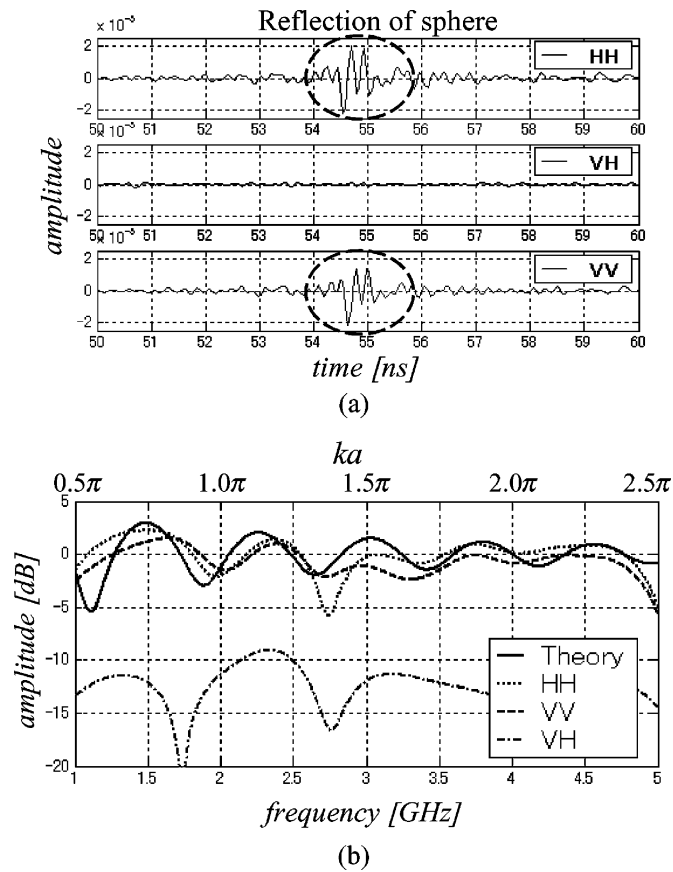 Reflection of sphere
× 10⁻⁵
2
0
-2
HH
50 51 52 53 54 55 56 57 58 59 60
× 10⁻⁵
2
0
-2
VH
50 51 52 53 54 55 56 57 58 59 60
× 10⁻⁵
2
0
-2
VV
50 51 52 53 54 55 56 57 58 59 60
amplitude
time [ns]
(a)
ka
0.5π 1.0π 1.5π 2.0π 2.5π
5
0
-5
-10
-15
-20
amplitude [dB]
Theory
HH
VV
VH
1 1.5 2 2.5 3 3.5 4 4.5 5
frequency [GHz]
(b)